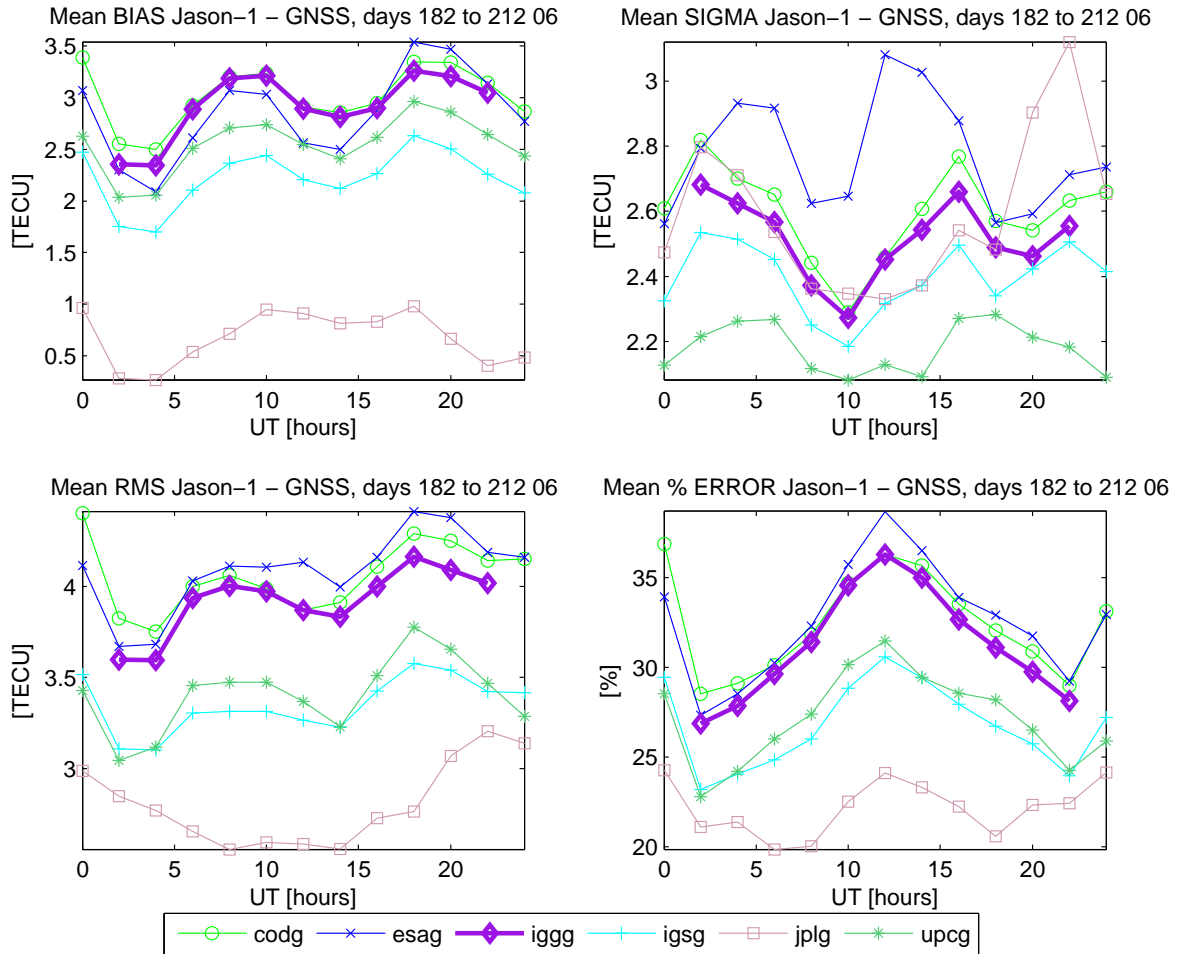 Mean BIAS Jason−1 − GNSS, days 182 to 212 06
3.5
3
2.5
2
1.5
1
0.5
[TECU]
0 5 10 15 20
UT [hours]
Mean SIGMA Jason−1 − GNSS, days 182 to 212 06
3
2.8
2.6
2.4
2.2
[TECU]
0 5 10 15 20
UT [hours]
Mean RMS Jason−1 − GNSS, days 182 to 212 06
4
3.5
3
[TECU]
0 5 10 15 20
UT [hours]
Mean % ERROR Jason−1 − GNSS, days 182 to 212 06
35
30
25
20
[%]
0 5 10 15 20
UT [hours]
codg esag iggg igsg jplg upcg